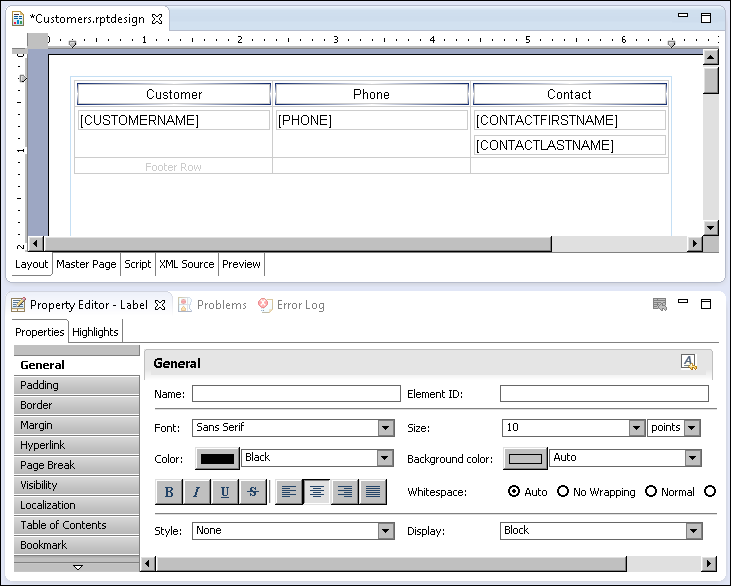 *Customers.rptdesign
0 1 2 3 4 5 6
Customer Phone Contact
[CUSTOMERNAME] [PHONE] [CONTACTFIRSTNAME]
1
[CONTACTLASTNAME]
Footer Row
2
Layout Master Page Script XML Source Preview
Property Editor - Label Problems Error Log
Properties Highlights
General
Padding
Border
Margin
Hyperlink
Page Break
Visibility
Localization
Table of Contents
Bookmark
General
Name: Element ID:
Font: Sans Serif Size: 10 points
Color: Black Background color: Auto
B I U S Whitespace: Auto No Wrapping Normal
Style: None Display: Block